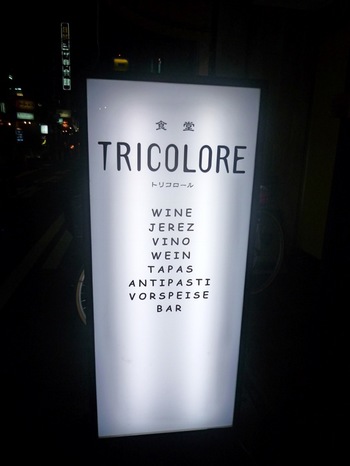 食堂
TRICOLORE
トリコロール
WINE
JEREZ
VINO
WEIN
TAPAS
ANTIPASTI
VORSPEISE
BAR